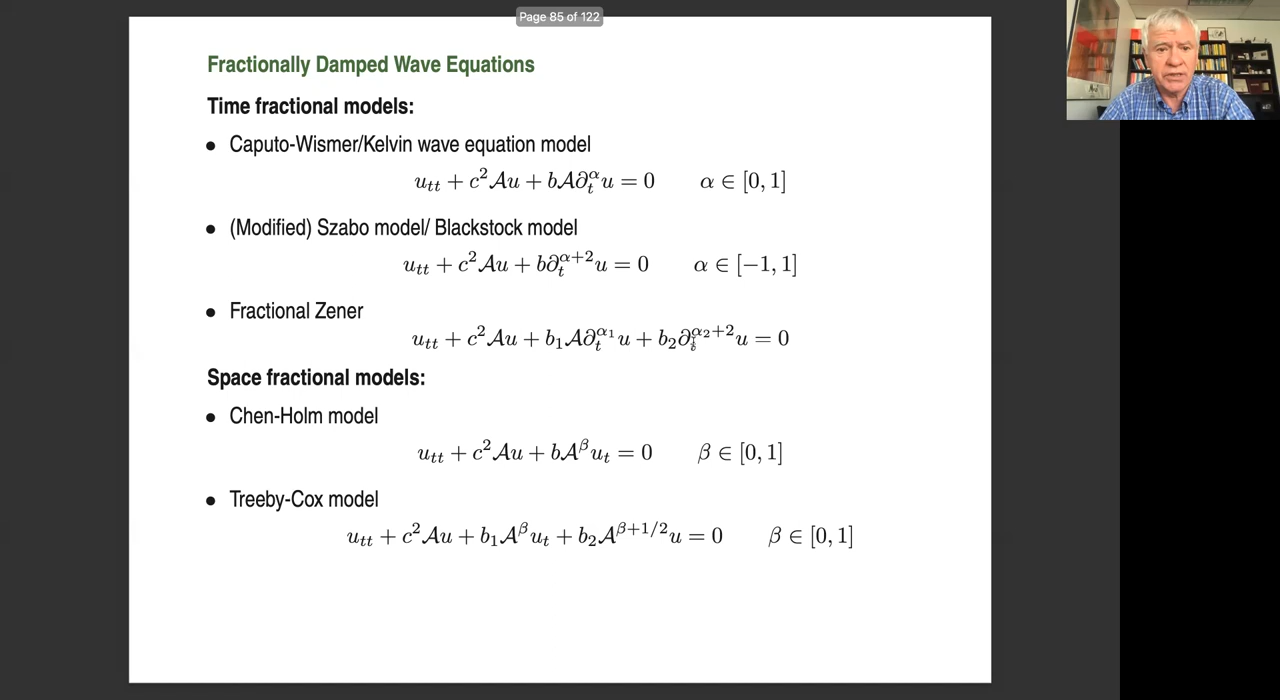 Page 85 of 122
Fractionally Damped Wave Equations
Time fractional models:
• Caputo-Wismer/Kelvin wave equation model
$u_{tt} + c^2 \mathcal{A}u + b\mathcal{A}\partial_t^{\alpha} u = 0 \qquad \alpha \in [0, 1]$
• (Modified) Szabo model/ Blackstock model
$u_{tt} + c^2 \mathcal{A}u + b\partial_t^{\alpha+2} u = 0 \qquad \alpha \in [-1, 1]$
• Fractional Zener
$u_{tt} + c^2 \mathcal{A}u + b_1 \mathcal{A}\partial_t^{\alpha_1} u + b_2 \partial_t^{\alpha_2+2} u = 0$
Space fractional models:
• Chen-Holm model
$u_{tt} + c^2 \mathcal{A}u + b\mathcal{A}^{\beta} u_t = 0 \qquad \beta \in [0, 1]$
• Treeby-Cox model
$u_{tt} + c^2 \mathcal{A}u + b_1 \mathcal{A}^{\beta} u_t + b_2 \mathcal{A}^{\beta+1/2} u = 0 \qquad \beta \in [0, 1]$